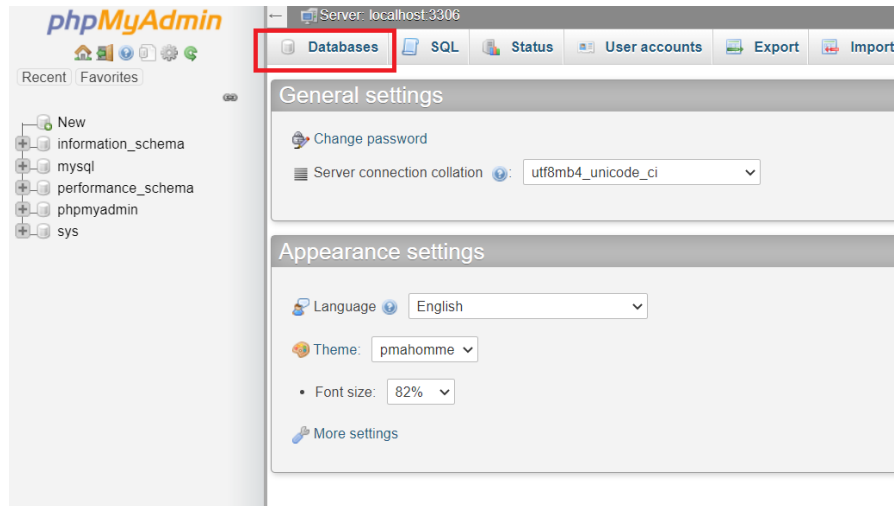 phpMyAdmin
Recent Favorites
New
information_schema
mysql
performance_schema
phpmyadmin
sys
← Server: localhost:3306
Databases SQL Status User accounts Export Import
General settings
Change password
Server connection collation : utf8mb4_unicode_ci
Appearance settings
Language English
Theme: pmahomme
• Font size: 82%
More settings